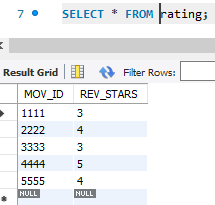 7 SELECT * FROM rating;
Result Grid Filter Rows:
MOV_ID REV_STARS
1111 3
2222 4
3333 3
4444 5
5555 4
NULL NULL